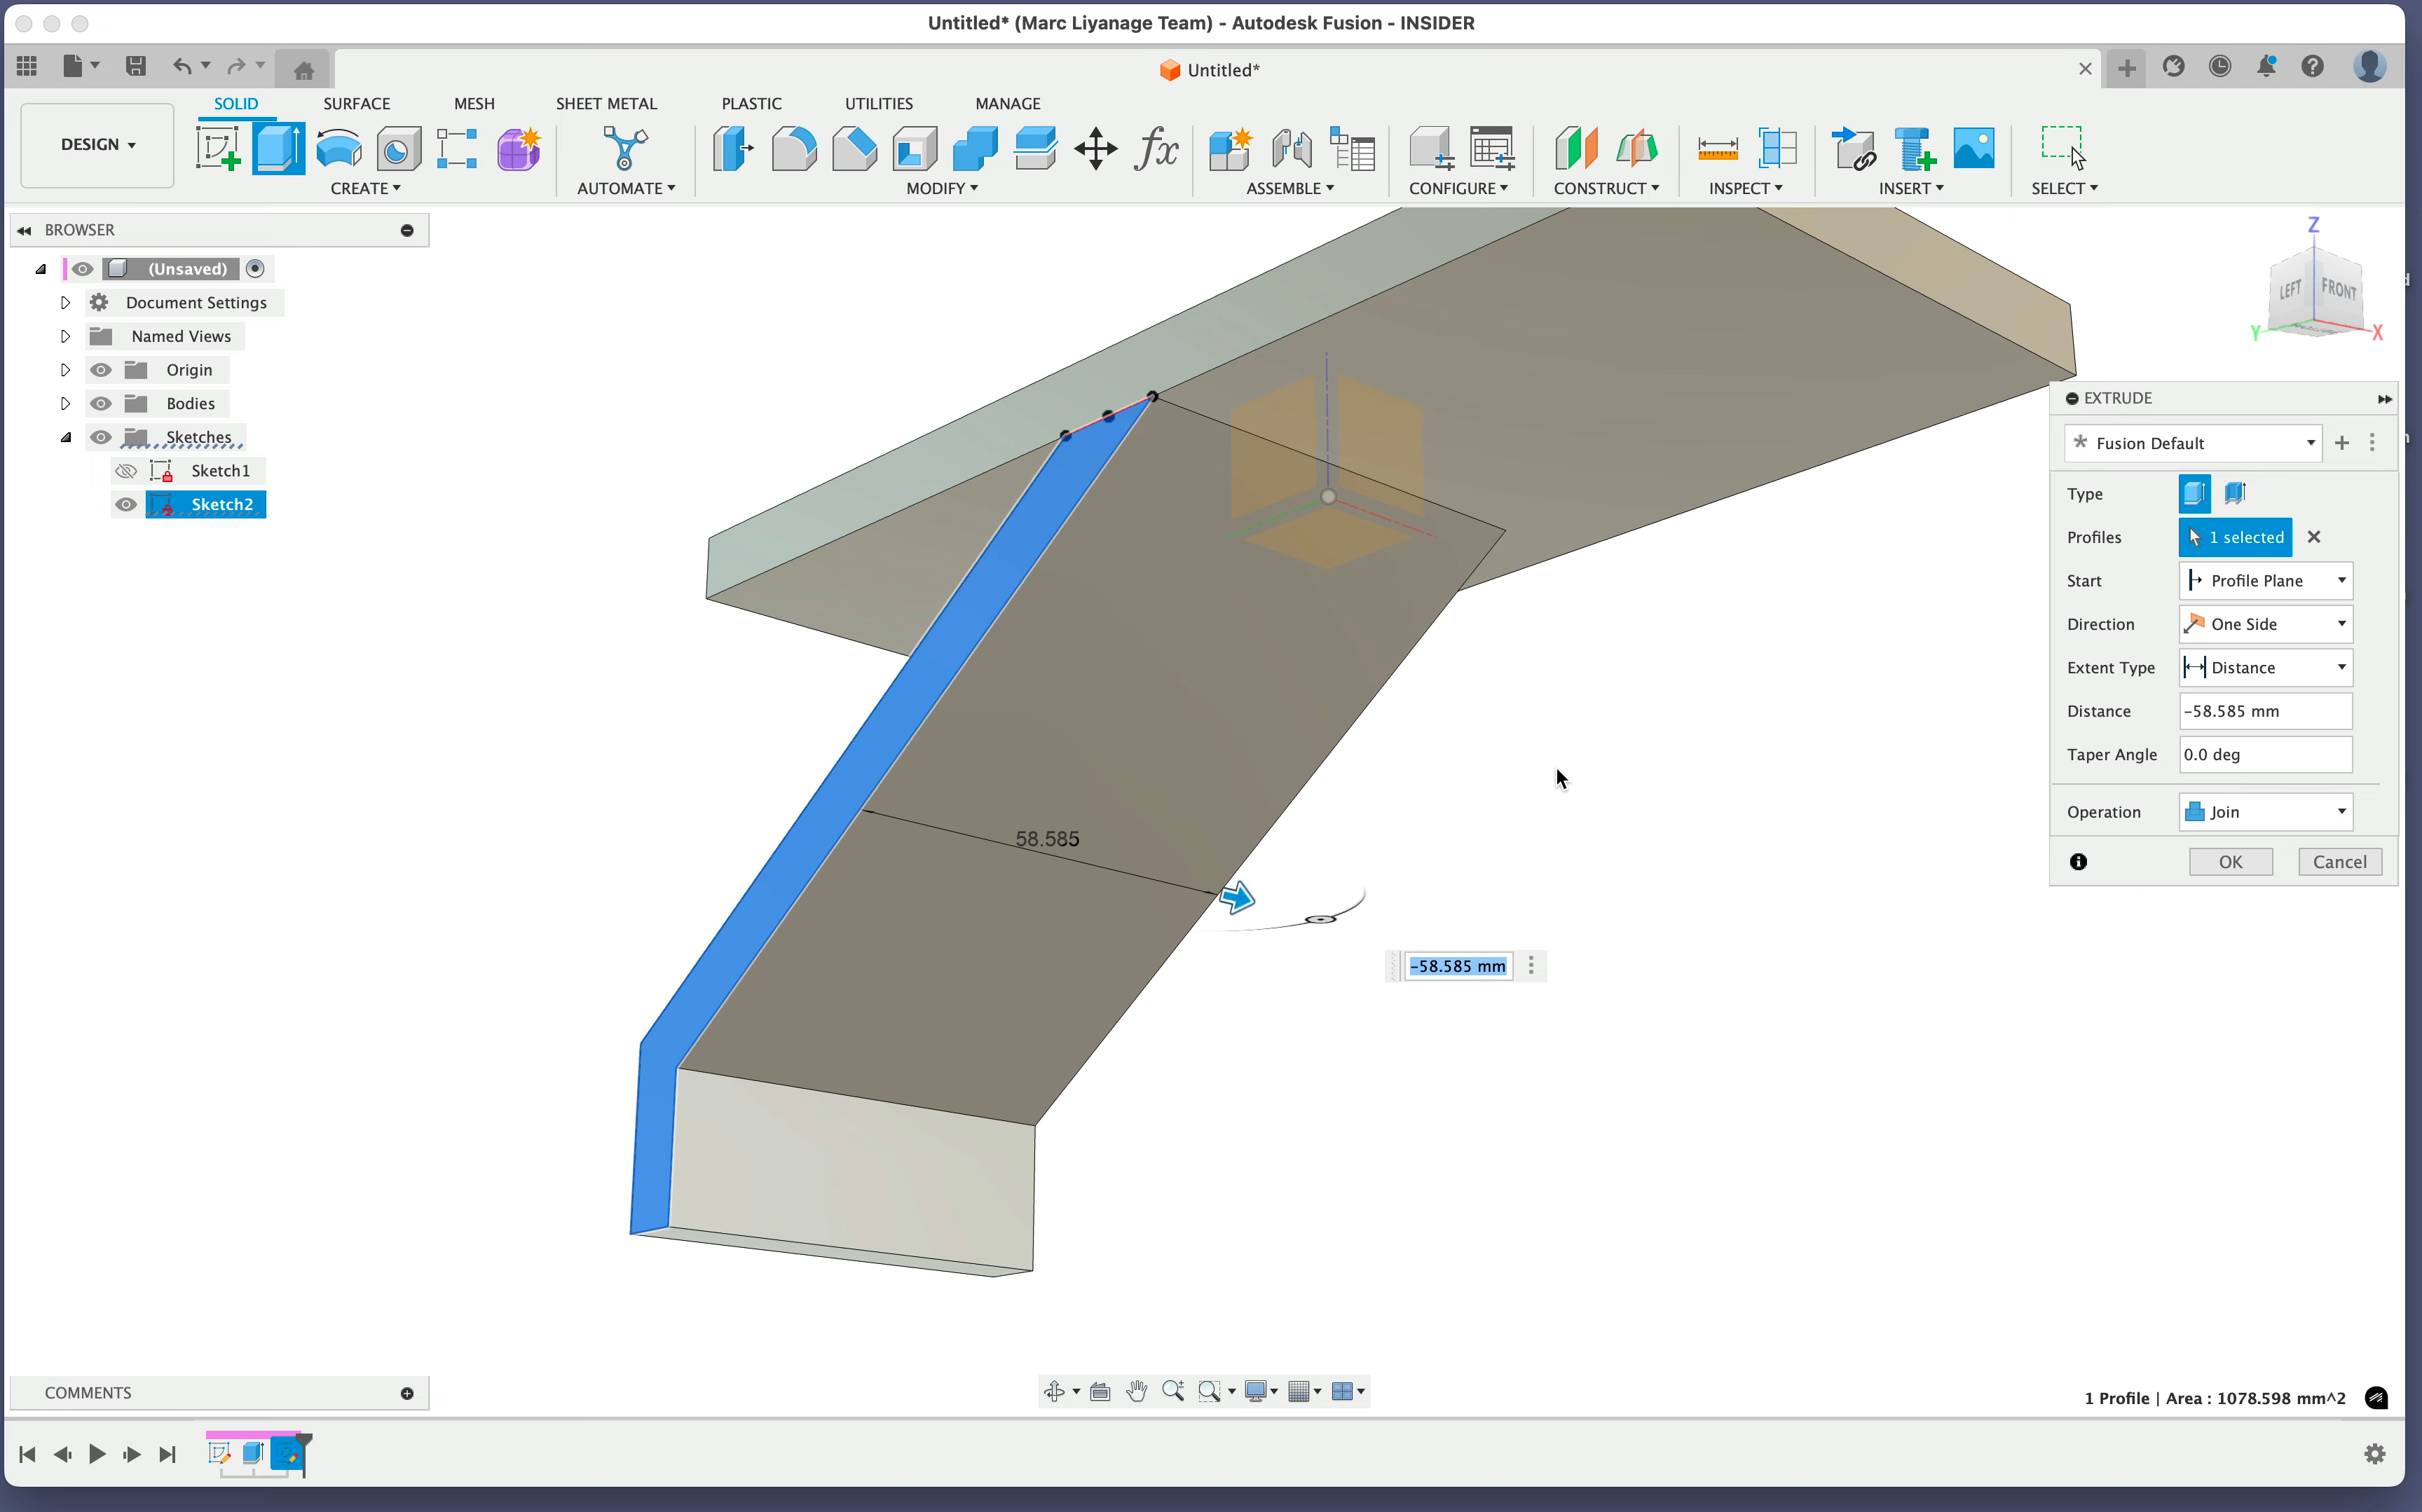 Untitled* (Marc Liyanage Team) - Autodesk Fusion - INSIDER
Untitled*
DESIGN
SOLID SURFACE MESH SHEET METAL PLASTIC UTILITIES MANAGE
CREATE AUTOMATE MODIFY ASSEMBLE CONFIGURE CONSTRUCT INSPECT INSERT SELECT
BROWSER
(Unsaved)
Document Settings
Named Views
Origin
Bodies
Sketches
Sketch1
Sketch2
Z
LEFT FRONT
Y X
EXTRUDE
* Fusion Default
Type
Profiles 1 selected
Start Profile Plane
Direction One Side
Extent Type Distance
Distance -58.585 mm
Taper Angle 0.0 deg
Operation Join
OK Cancel
58.585
-58.585 mm
COMMENTS
1 Profile | Area : 1078.598 mm^2